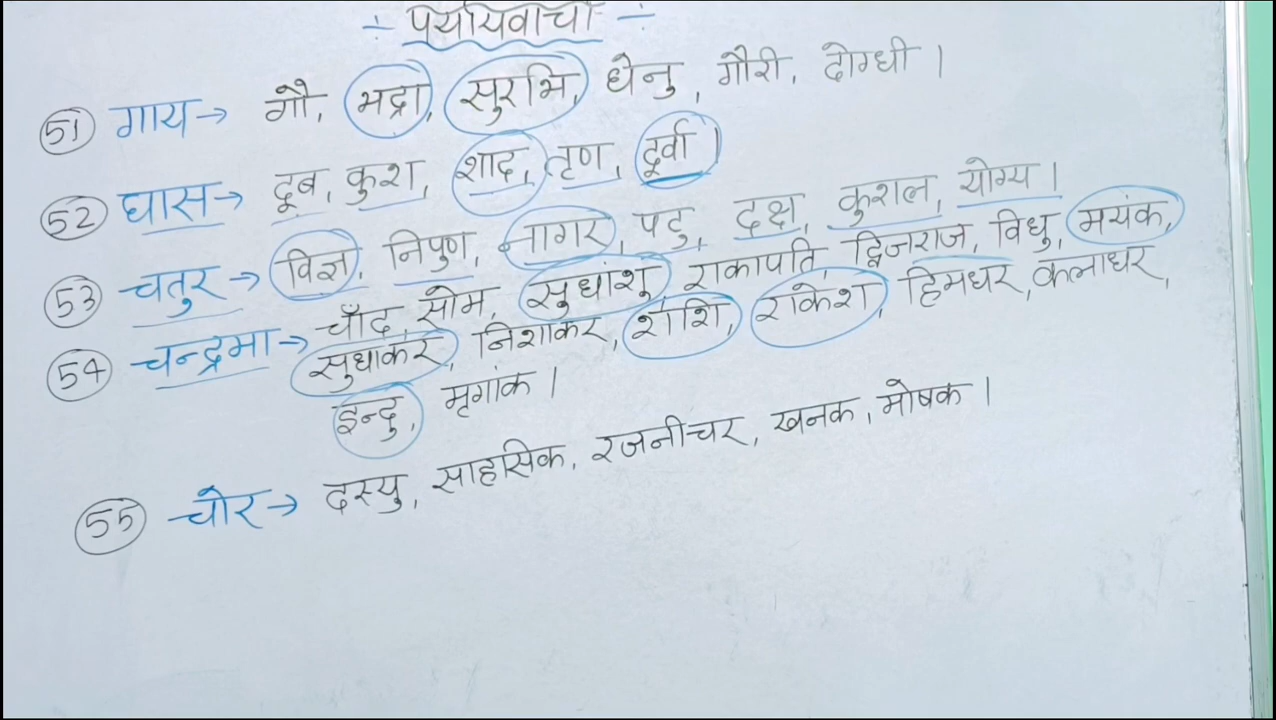 ÷ पर्यायवाची ÷
51 गाय → गौ, भद्रा, सुरभि, धेनु, गौरी, दोग्धी ।
52 घास → दूब, कुश, शाद, तृण, दूर्वा ।
53 चतुर → विज्ञ, निपुण, नागर, पटु, दक्ष, कुशल, योग्य ।
54 चन्द्रमा → चाँद, सोम, सुधांशु, राकापति, द्विजराज, विधु, मयंक,
सुधाकर, निशाकर, शशि, राकेश, हिमधर, कलाधर,
इन्दु, मृगांक ।
55 चोर → दस्यु, साहसिक, रजनीचर, खनक, मोषक ।